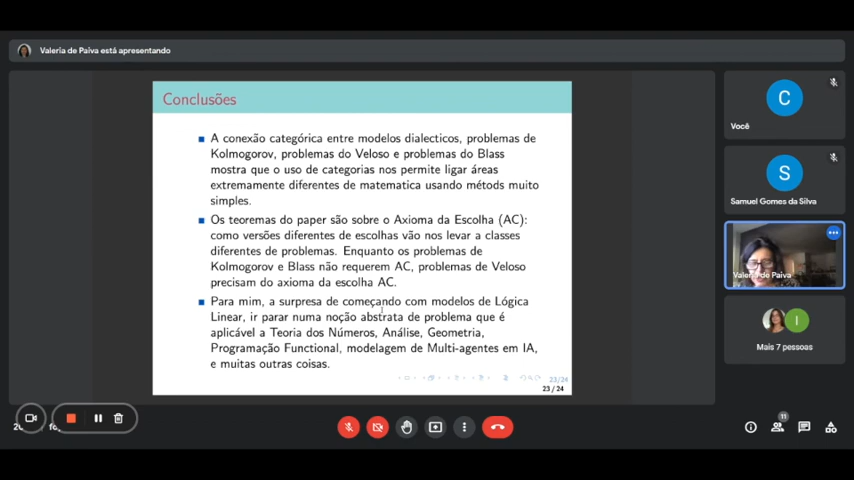 Valeria de Paiva está apresentando
Conclusões
A conexão categórica entre modelos dialecticos, problemas de
Kolmogorov, problemas do Veloso e problemas do Blass
mostra que o uso de categorias nos permite ligar áreas
extremamente diferentes de matematica usando métods muito
simples.
Os teoremas do paper são sobre o Axioma da Escolha (AC):
como versões diferentes de escolhas vão nos levar a classes
diferentes de problemas. Enquanto os problemas de
Kolmogorov e Blass não requerem AC, problemas de Veloso
precisam do axioma da escolha AC.
Para mim, a surpresa de começando com modelos de Lógica
Linear, ir parar numa noção abstrata de problema que é
aplicável a Teoria dos Números, Análise, Geometria,
Programação Functional, modelagem de Multi-agentes em IA,
e muitas outras coisas.
23/24
23 / 24
C
Você
S
Samuel Gomes da Silva
Valeria de Paiva
I
Mais 7 pessoas
11